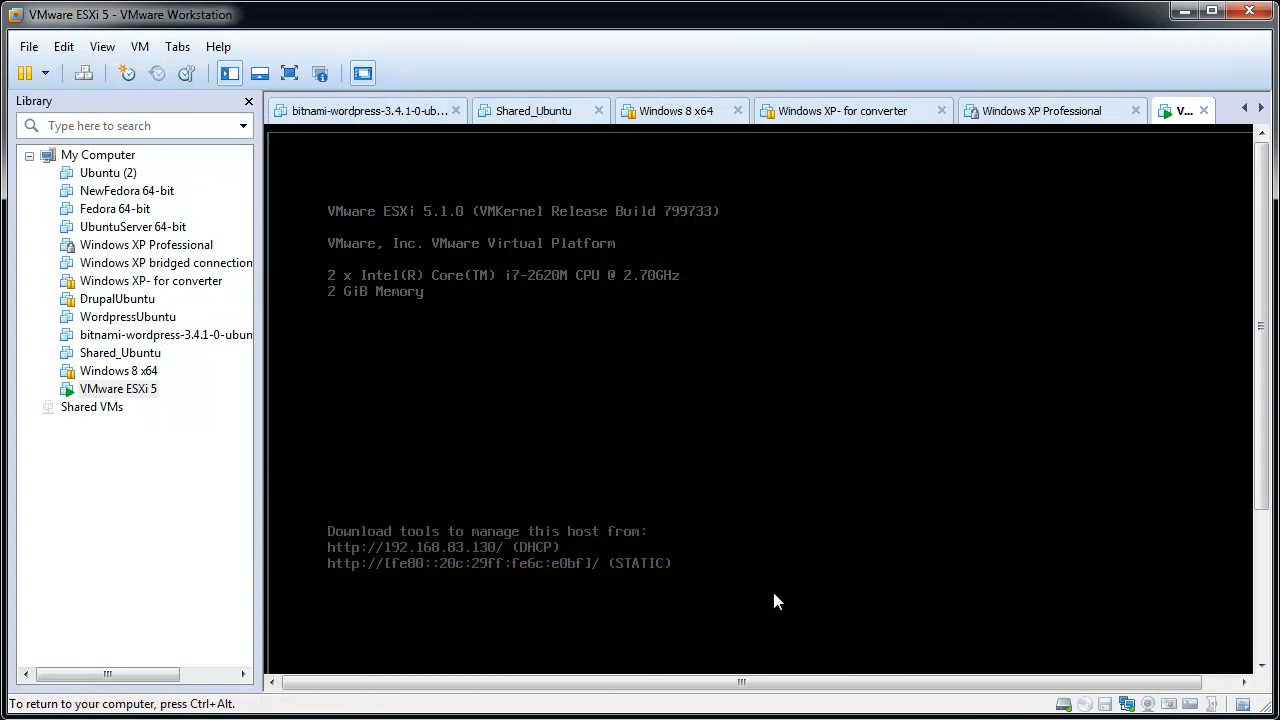 VMware ESXi 5 - VMware Workstation
File Edit View VM Tabs Help
Library
Type here to search
My Computer
Ubuntu (2)
NewFedora 64-bit
Fedora 64-bit
UbuntuServer 64-bit
Windows XP Professional
Windows XP bridged connection
Windows XP- for converter
DrupalUbuntu
WordpressUbuntu
bitnami-wordpress-3.4.1-0-ubun
Shared_Ubuntu
Windows 8 x64
VMware ESXi 5
Shared VMs
bitnami-wordpress-3.4.1-0-ub... Shared_Ubuntu Windows 8 x64 Windows XP- for converter Windows XP Professional V...
VMware ESXi 5.1.0 (VMKernel Release Build 799733)
VMware, Inc. VMware Virtual Platform
2 x Intel(R) Core(TM) i7-2620M CPU @ 2.70GHz
2 GiB Memory
Download tools to manage this host from:
http://192.168.83.130/ (DHCP)
http://[fe80::20c:29ff:fe6c:e0bf]/ (STATIC)
To return to your computer, press Ctrl+Alt.